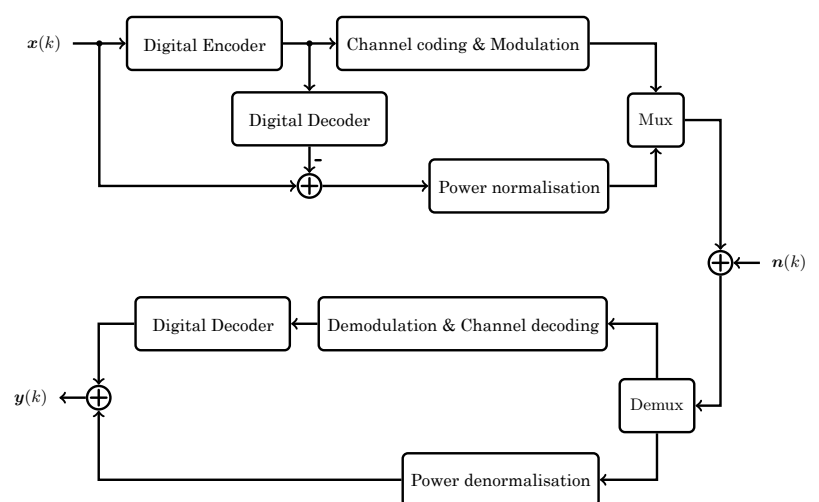 x(k)
Digital Encoder
Channel coding & Modulation
Digital Decoder
Mux
-
Power normalisation
n(k)
Digital Decoder
Demodulation & Channel decoding
y(k)
Demux
Power denormalisation